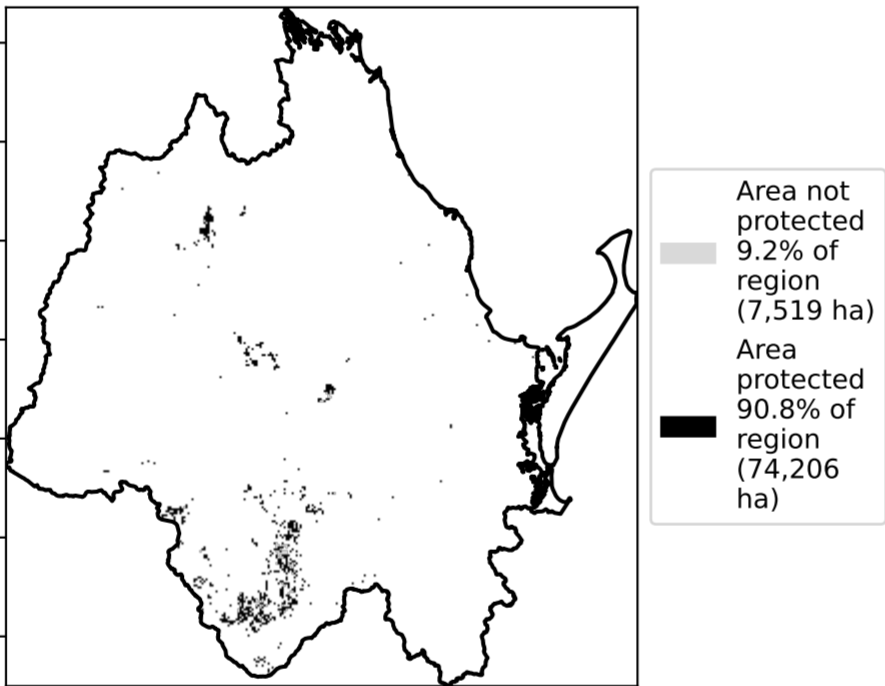 Area not
protected
9.2% of
region
(7,519 ha)
Area
protected
90.8% of
region
(74,206
ha)